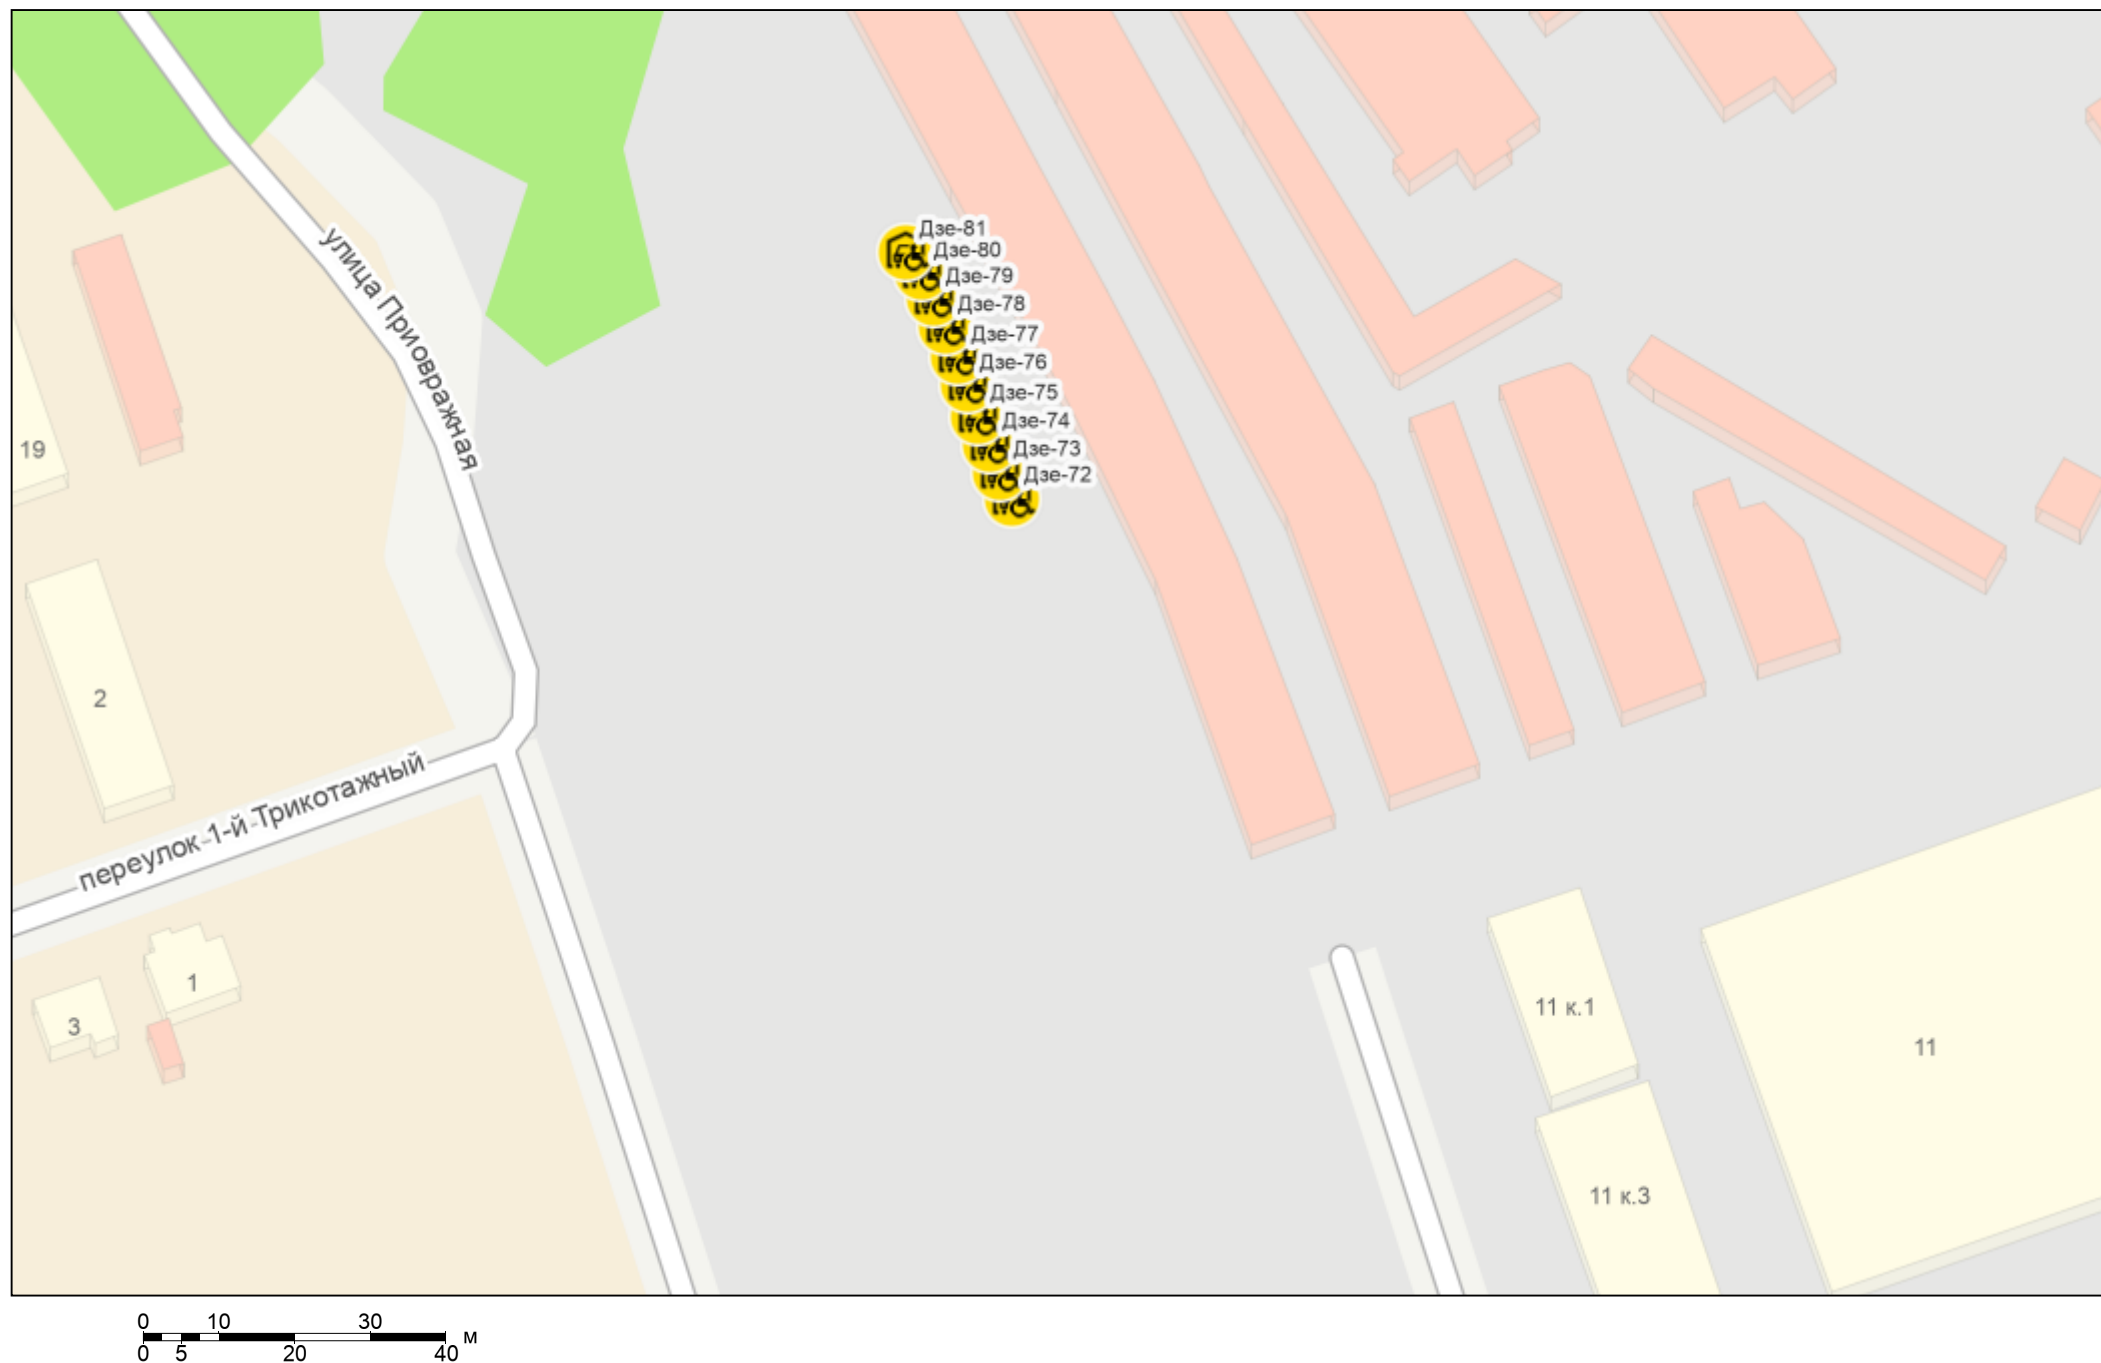 Дзе-81
Дзе-80
Дзе-79
Дзе-78
Дзе-77
Дзе-76
Дзе-75
Дзе-74
Дзе-73
Дзе-72
улица Приовражная
19
2
переулок 1-й Трикотажный
1
3
11 к.1
11
11 к.3
0 10 30
м
0 5 20 40